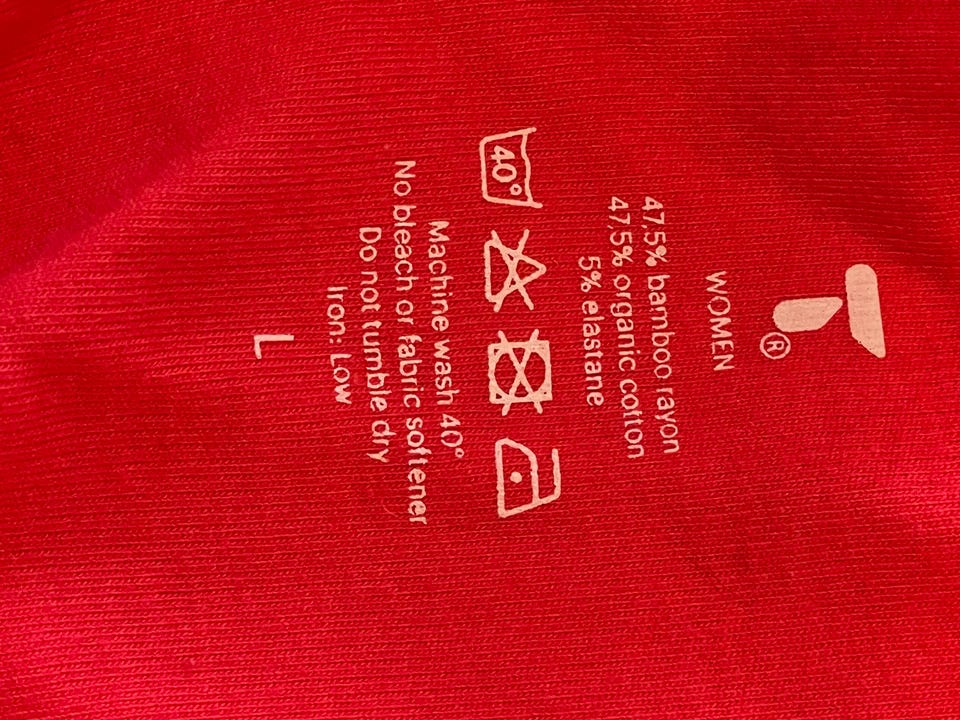 ®
WOMEN
47,5% bamboo rayon
47,5% organic cotton
5% elastane
40°
Machine wash 40°
No bleach or fabric softener
Do not tumble dry
Iron: Low
L